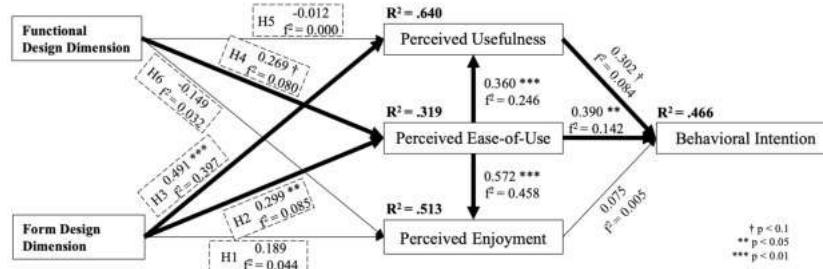 Functional
Design Dimension
H5 -0.012
f² = 0.000
R² = .640
Perceived Usefulness
H4 0.269 †
f² = 0.080
H6 -0.149
f² = 0.032
0.302 †
f² = 0.084
0.360 ***
f² = 0.246
R² = .319
Perceived Ease-of-Use
0.390 **
f² = 0.142
R² = .466
Behavioral Intention
H3 0.491 ***
f² = 0.397
H2 0.299 **
f² = 0.085
0.572 ***
f² = 0.458
0.075
f² = 0.005
Form Design
Dimension
H1 0.189
f² = 0.044
R² = .513
Perceived Enjoyment
† p < 0.1
** p < 0.05
*** p < 0.01